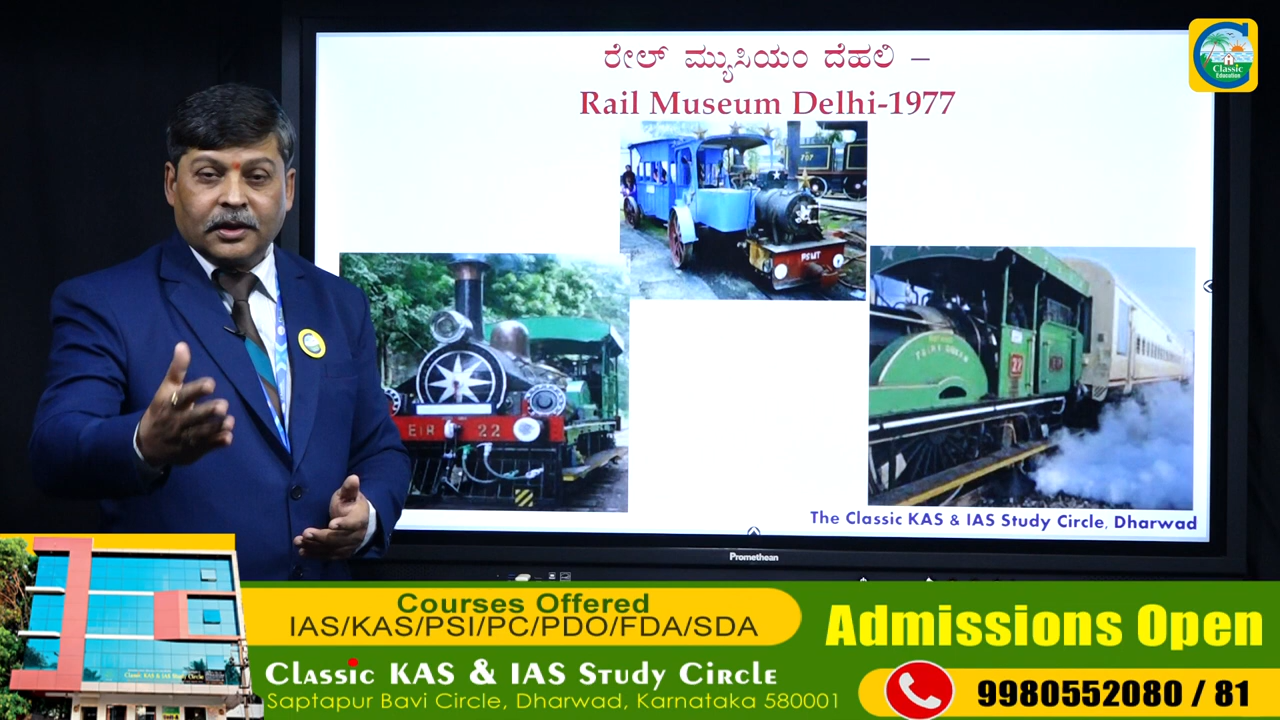 ರೇಲ್ ಮ್ಯುಸಿಯಂ ದೆಹಲಿ –
Rail Museum Delhi-1977
Classic
Education
707
PSMT
EIR 22
FAIRY QUEEN
22
The Classic KAS & IAS Study Circle, Dharwad
Promethean
Courses Offered
IAS/KAS/PSI/PC/PDO/FDA/SDA
Admissions Open
Classic KAS & IAS Study Circle
Saptapur Bavi Circle, Dharwad, Karnataka 580001
9980552080 / 81